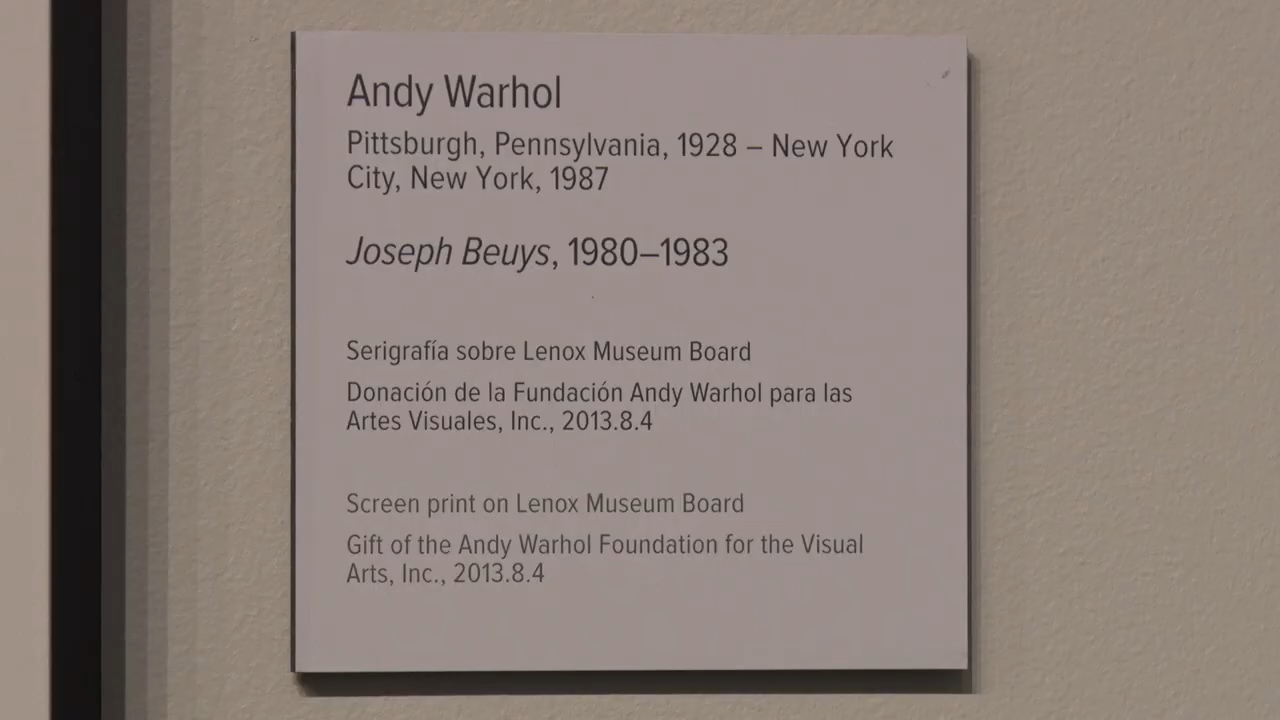 Andy Warhol
Pittsburgh, Pennsylvania, 1928 – New York
City, New York, 1987
Joseph Beuys, 1980–1983
Serigrafía sobre Lenox Museum Board
Donación de la Fundación Andy Warhol para las
Artes Visuales, Inc., 2013.8.4
Screen print on Lenox Museum Board
Gift of the Andy Warhol Foundation for the Visual
Arts, Inc., 2013.8.4